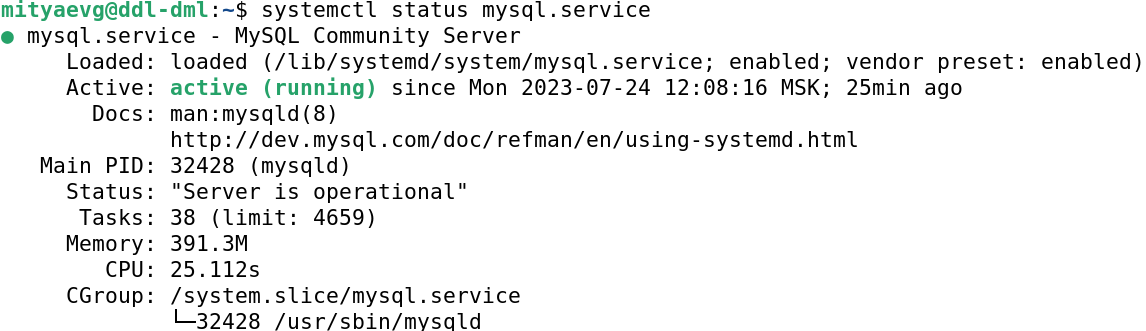 mityaevg@ddl-dml:~$ systemctl status mysql.service
● mysql.service - MySQL Community Server
     Loaded: loaded (/lib/systemd/system/mysql.service; enabled; vendor preset: enabled)
     Active: active (running) since Mon 2023-07-24 12:08:16 MSK; 25min ago
       Docs: man:mysqld(8)
             http://dev.mysql.com/doc/refman/en/using-systemd.html
   Main PID: 32428 (mysqld)
     Status: "Server is operational"
      Tasks: 38 (limit: 4659)
     Memory: 391.3M
        CPU: 25.112s
     CGroup: /system.slice/mysql.service
             └─32428 /usr/sbin/mysqld